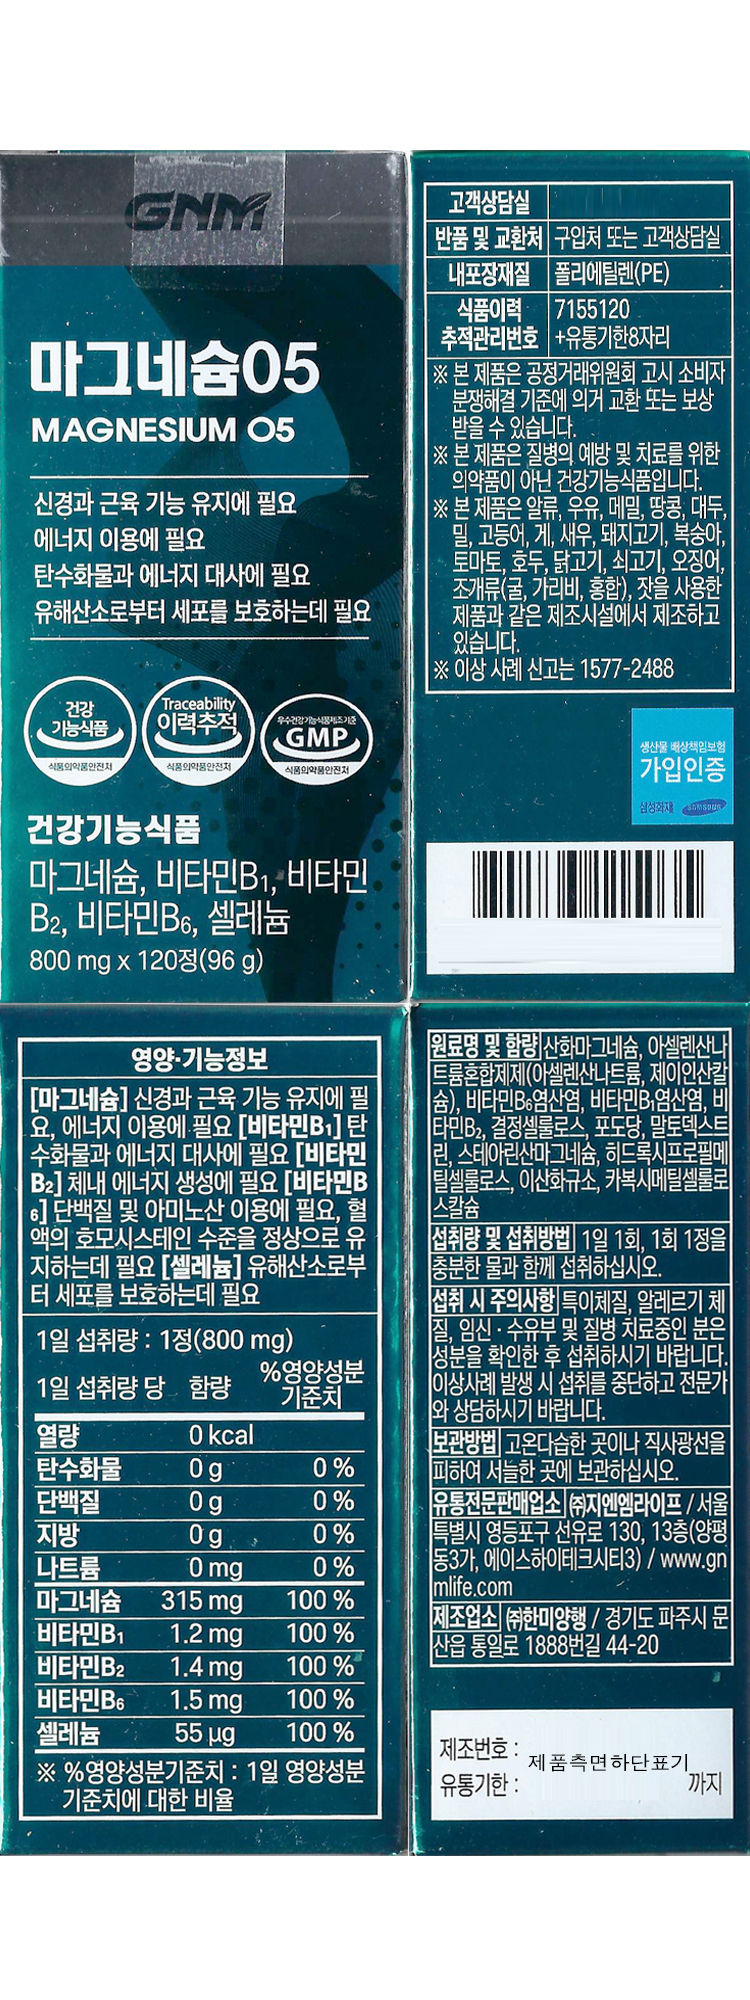 GNM
마그네슘05
MAGNESIUM 05
신경과 근육 기능 유지에 필요
에너지 이용에 필요
탄수화물과 에너지 대사에 필요
유해산소로부터 세포를 보호하는데 필요
건강
기능식품
식품의약품안전처
Traceability
이력추적
식품의약품안전처
우수건강기능식품제조기준
GMP
식품의약품안전처
건강기능식품
마그네슘, 비타민B1, 비타민
B2, 비타민B6, 셀레늄
800 mg x 120정(96 g)
고객상담실
반품 및 교환처 구입처 또는 고객상담실
내포장재질 폴리에틸렌(PE)
식품이력 7155120
추적관리번호 +유통기한8자리
※ 본 제품은 공정거래위원회 고시 소비자
분쟁해결 기준에 의거 교환 또는 보상
받을 수 있습니다.
※ 본 제품은 질병의 예방 및 치료를 위한
의약품이 아닌 건강기능식품입니다.
※ 본 제품은 알류, 우유, 메밀, 땅콩, 대두,
밀, 고등어, 게, 새우, 돼지고기, 복숭아,
토마토, 호두, 닭고기, 쇠고기, 오징어,
조개류(굴, 가리비, 홍합), 잣을 사용한
제품과 같은 제조시설에서 제조하고
있습니다.
※ 이상 사례 신고는 1577-2488
생산물 배상책임보험
가입인증
삼성화재 SAMSUNG
영양·기능정보
[마그네슘] 신경과 근육 기능 유지에 필
요, 에너지 이용에 필요 [비타민B1] 탄
수화물과 에너지 대사에 필요 [비타민
B2] 체내 에너지 생성에 필요 [비타민B
6] 단백질 및 아미노산 이용에 필요, 혈
액의 호모시스테인 수준을 정상으로 유
지하는데 필요 [셀레늄] 유해산소로부
터 세포를 보호하는데 필요
1일 섭취량 : 1정(800 mg)
1일 섭취량 당 함량 %영양성분
기준치
열량 0 kcal
탄수화물 0 g 0 %
단백질 0 g 0 %
지방 0 g 0 %
나트륨 0 mg 0 %
마그네슘 315 mg 100 %
비타민B1 1.2 mg 100 %
비타민B2 1.4 mg 100 %
비타민B6 1.5 mg 100 %
셀레늄 55 µg 100 %
※ %영양성분기준치 : 1일 영양성분
기준치에 대한 비율
원료명 및 함량 산화마그네슘, 아셀렌산나
트륨혼합제제(아셀렌산나트륨, 제이인산칼
슘), 비타민B6염산염, 비타민B1염산염, 비
타민B2, 결정셀룰로스, 포도당, 말토덱스트
린, 스테아린산마그네슘, 히드록시프로필메
틸셀룰로스, 이산화규소, 카복시메틸셀룰로
스칼슘
섭취량 및 섭취방법 1일 1회, 1회 1정을
충분한 물과 함께 섭취하십시오.
섭취 시 주의사항 특이체질, 알레르기 체
질, 임신·수유부 및 질병 치료중인 분은
성분을 확인한 후 섭취하시기 바랍니다.
이상사례 발생 시 섭취를 중단하고 전문가
와 상담하시기 바랍니다.
보관방법 고온다습한 곳이나 직사광선을
피하여 서늘한 곳에 보관하십시오.
유통전문판매업소 ㈜지엔엠라이프 / 서울
특별시 영등포구 선유로 130, 13층(양평
동3가, 에이스하이테크시티3) / www.gn
mlife.com
제조업소 ㈜한미양행 / 경기도 파주시 문
산읍 통일로 1888번길 44-20
제조번호 :
제품측면하단표기
유통기한 : 까지